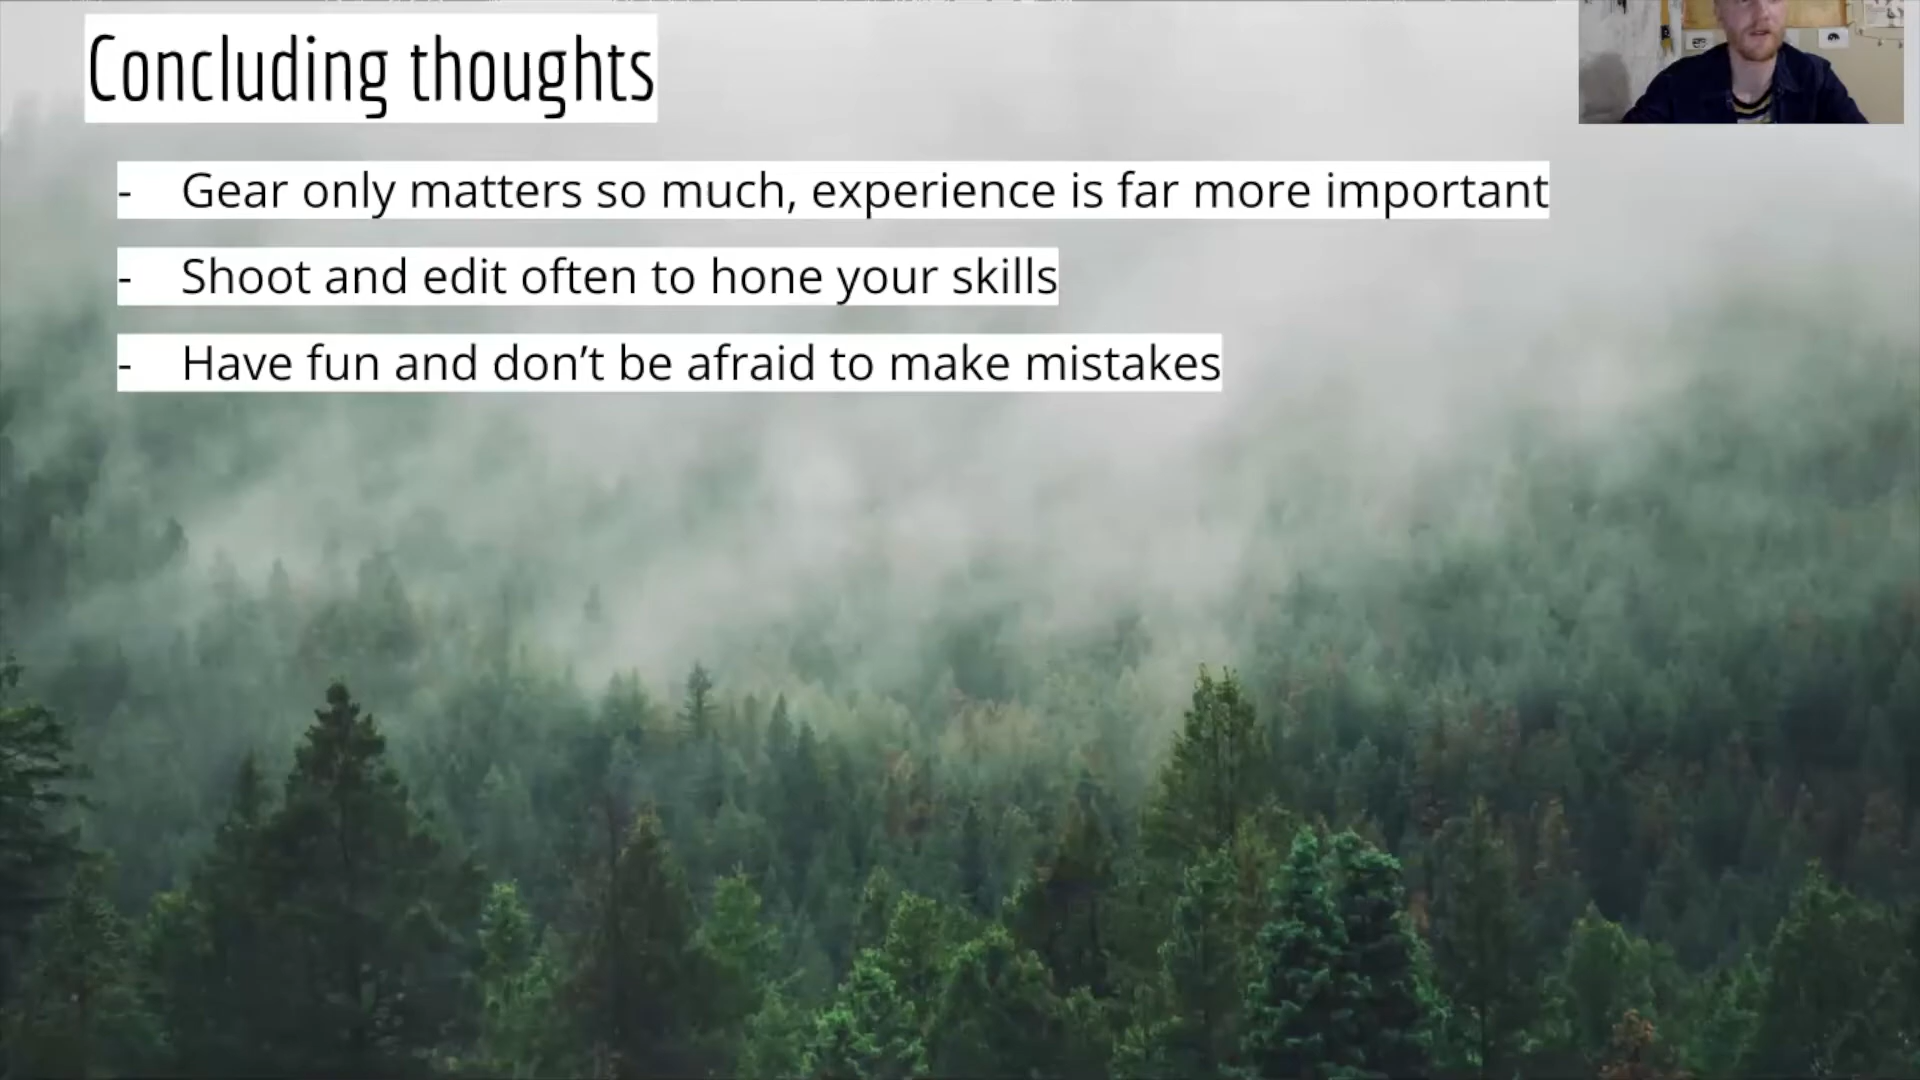 Concluding thoughts
- Gear only matters so much, experience is far more important
- Shoot and edit often to hone your skills
- Have fun and don’t be afraid to make mistakes